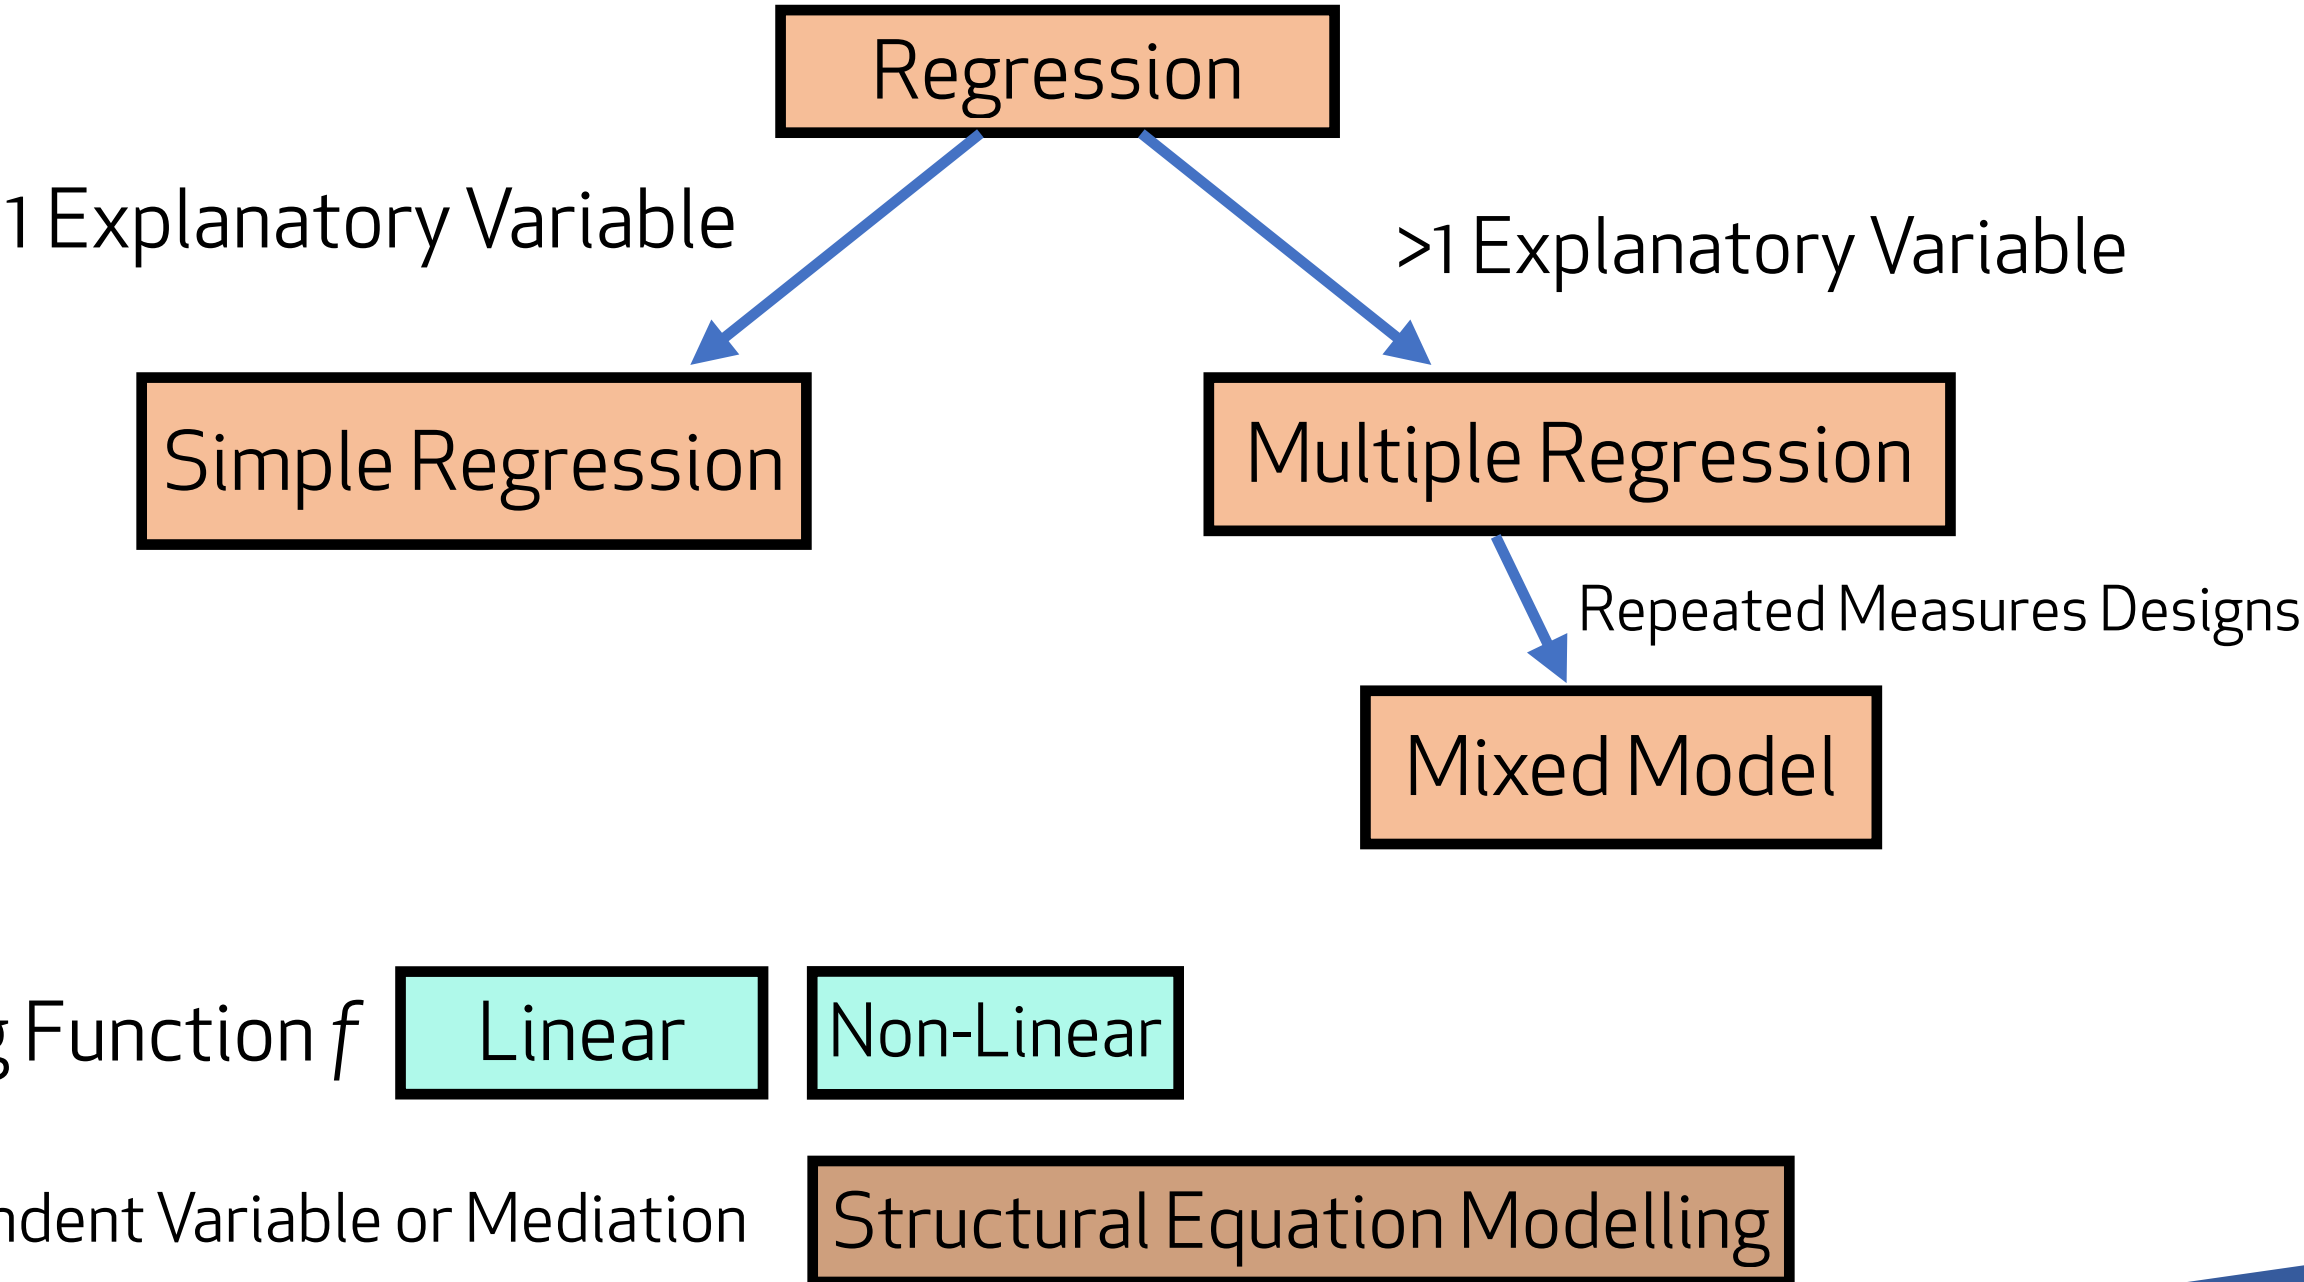 Regression
1 Explanatory Variable
>1 Explanatory Variable
Simple Regression
Multiple Regression
Repeated Measures Designs
Mixed Model
Function f
Linear
Non-Linear
Variable or Mediation
Structural Equation Modelling